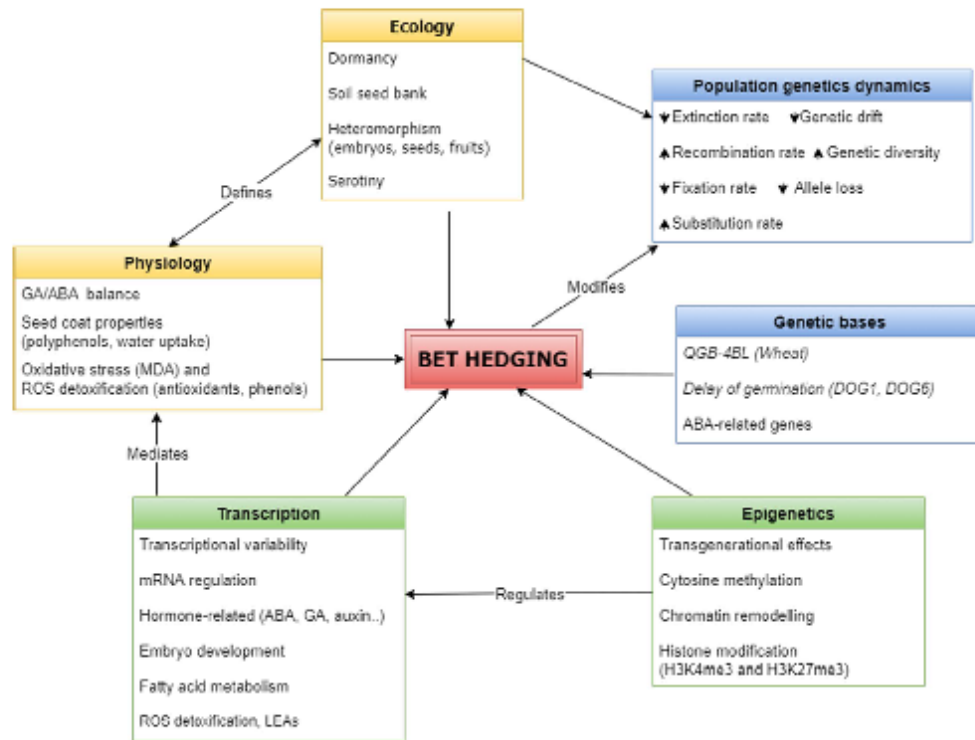 Ecology
Dormancy
Soil seed bank
Heteromorphism
(embryos, seeds, fruits)
Serotiny
Population genetics dynamics
Extinction rate Genetic drift
Recombination rate Genetic diversity
Fixation rate Allele loss
Substitution rate
Defines
Physiology
GA/ABA balance
Seed coat properties
(polyphenols, water uptake)
Oxidative stress (MDA) and
ROS detoxification (antioxidants, phenols)
Modifies
BET HEDGING
Genetic bases
QGB-4BL (Wheat)
Delay of germination (DOG1, DOG6)
ABA-related genes
Mediates
Transcription
Transcriptional variability
mRNA regulation
Hormone-related (ABA, GA, auxin..)
Embryo development
Fatty acid metabolism
ROS detoxification, LEAs
Regulates
Epigenetics
Transgenerational effects
Cytosine methylation
Chromatin remodelling
Histone modification
(H3K4me3 and H3K27me3)